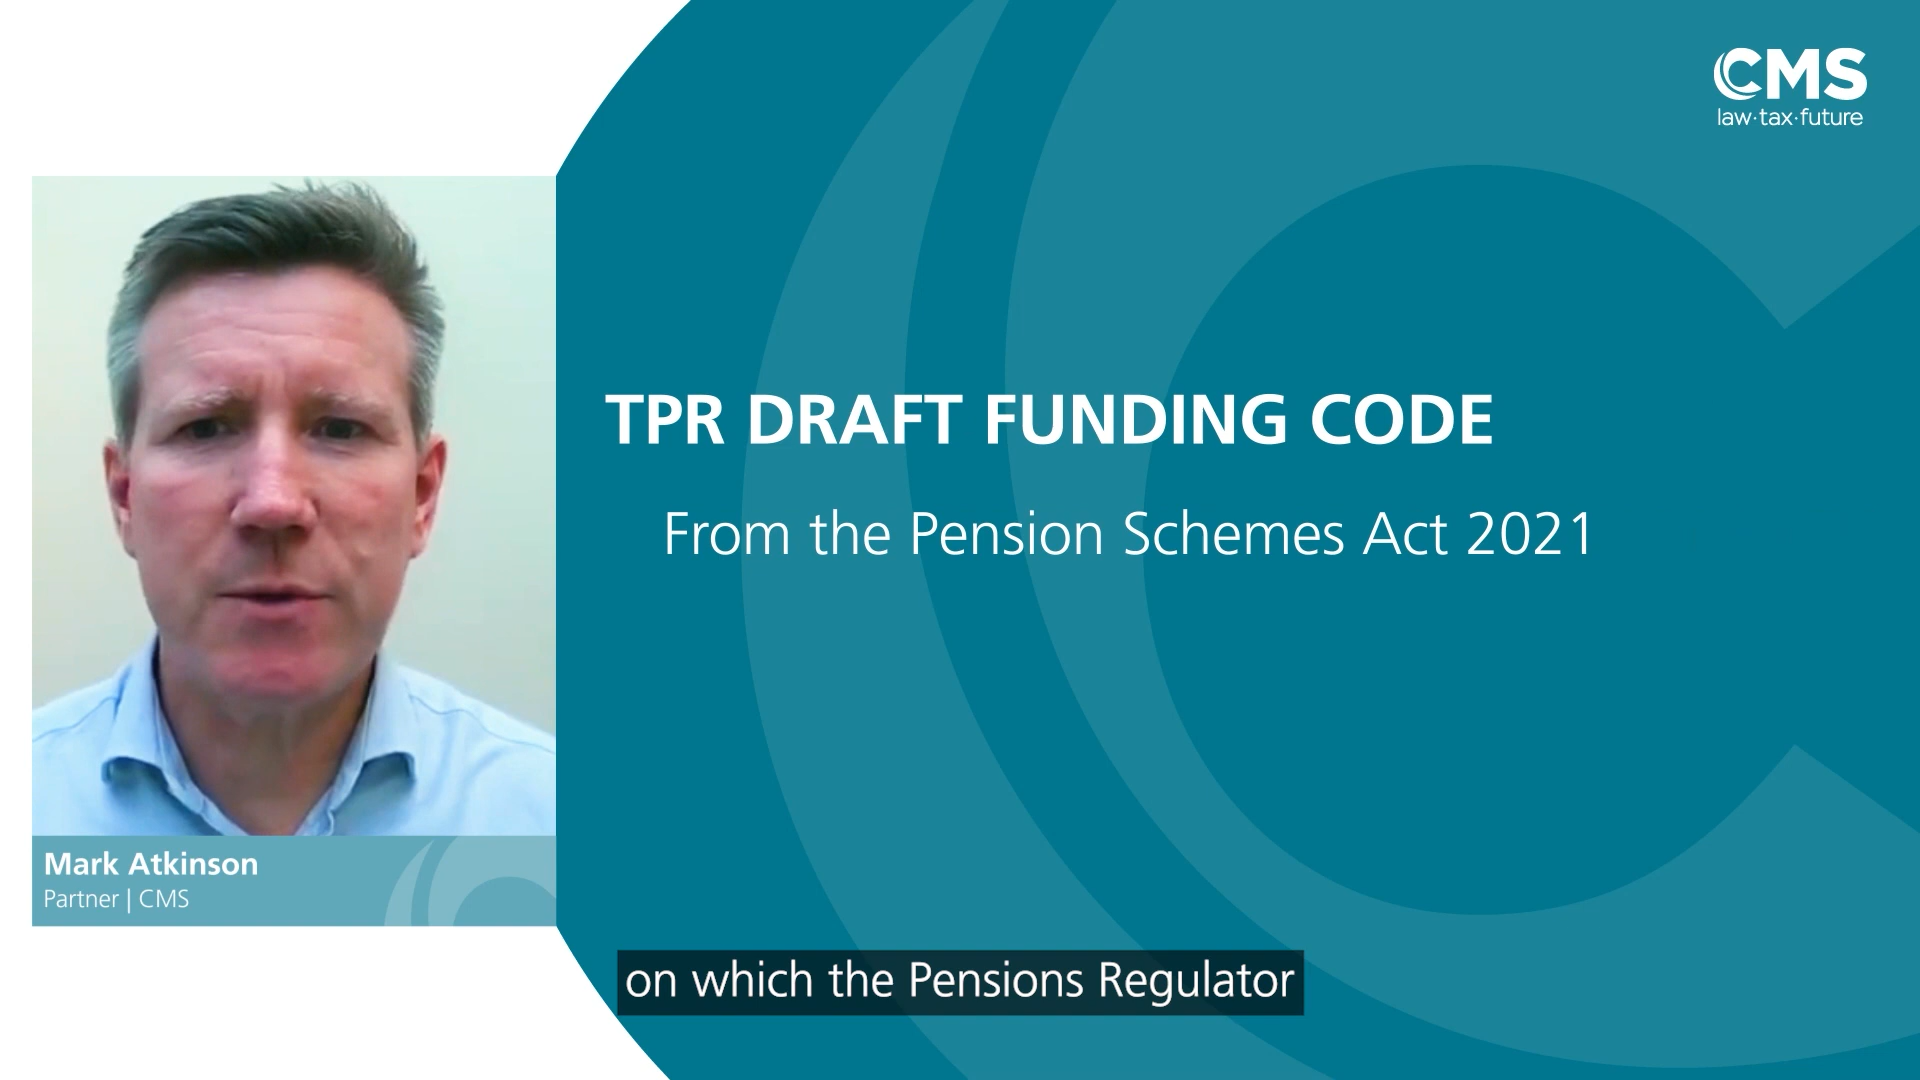 CMS
law·tax·future
TPR DRAFT FUNDING CODE
From the Pension Schemes Act 2021
Mark Atkinson
Partner | CMS
on which the Pensions Regulator